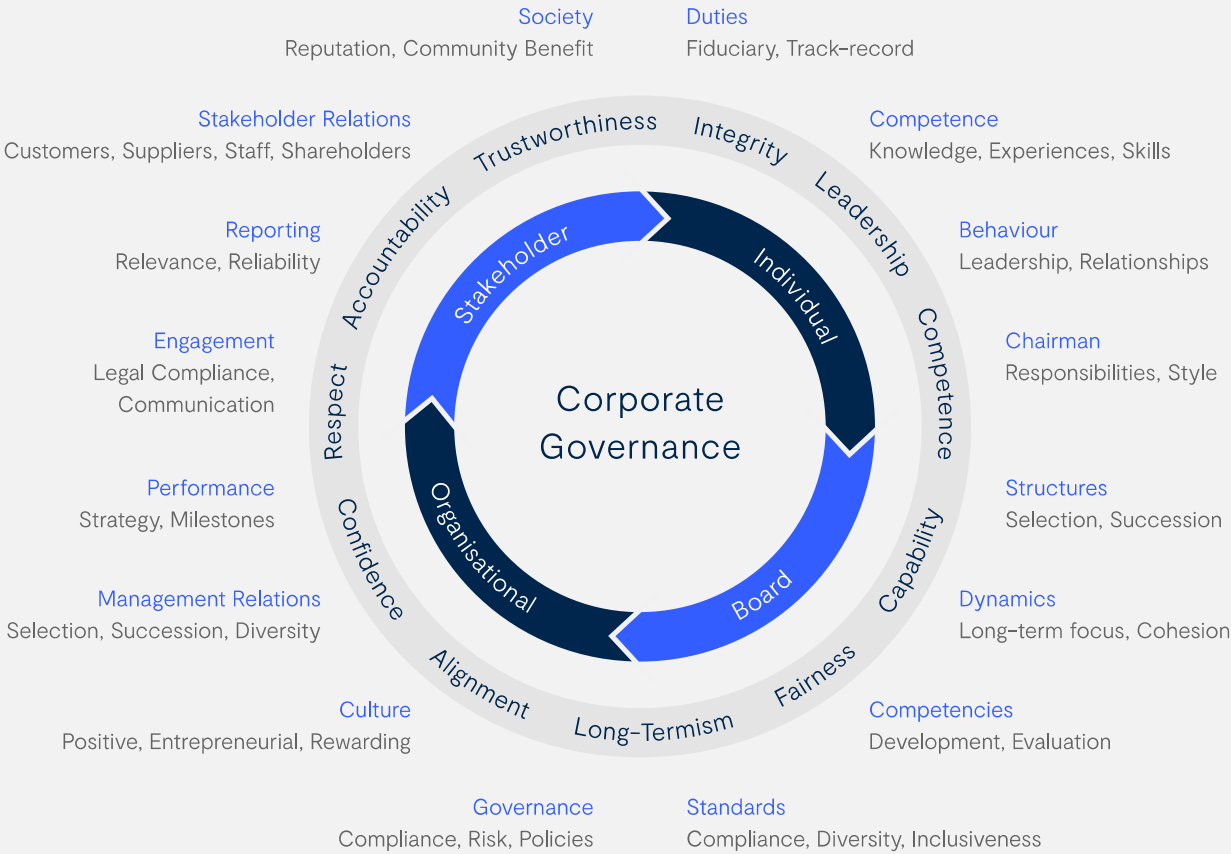 Society
Reputation, Community Benefit
Duties
Fiduciary, Track-record
Stakeholder Relations
Customers, Suppliers, Staff, Shareholders
Competence
Knowledge, Experiences, Skills
Reporting
Relevance, Reliability
Behaviour
Leadership, Relationships
Engagement
Legal Compliance,
Communication
Chairman
Responsibilities, Style
Performance
Strategy, Milestones
Structures
Selection, Succession
Management Relations
Selection, Succession, Diversity
Dynamics
Long-term focus, Cohesion
Culture
Positive, Entrepreneurial, Rewarding
Competencies
Development, Evaluation
Governance
Compliance, Risk, Policies
Standards
Compliance, Diversity, Inclusiveness
Trustworthiness
Integrity
Leadership
Competence
Capability
Fairness
Long-Termism
Alignment
Confidence
Respect
Accountability
Stakeholder
Individual
Board
Organisational
Corporate
Governance